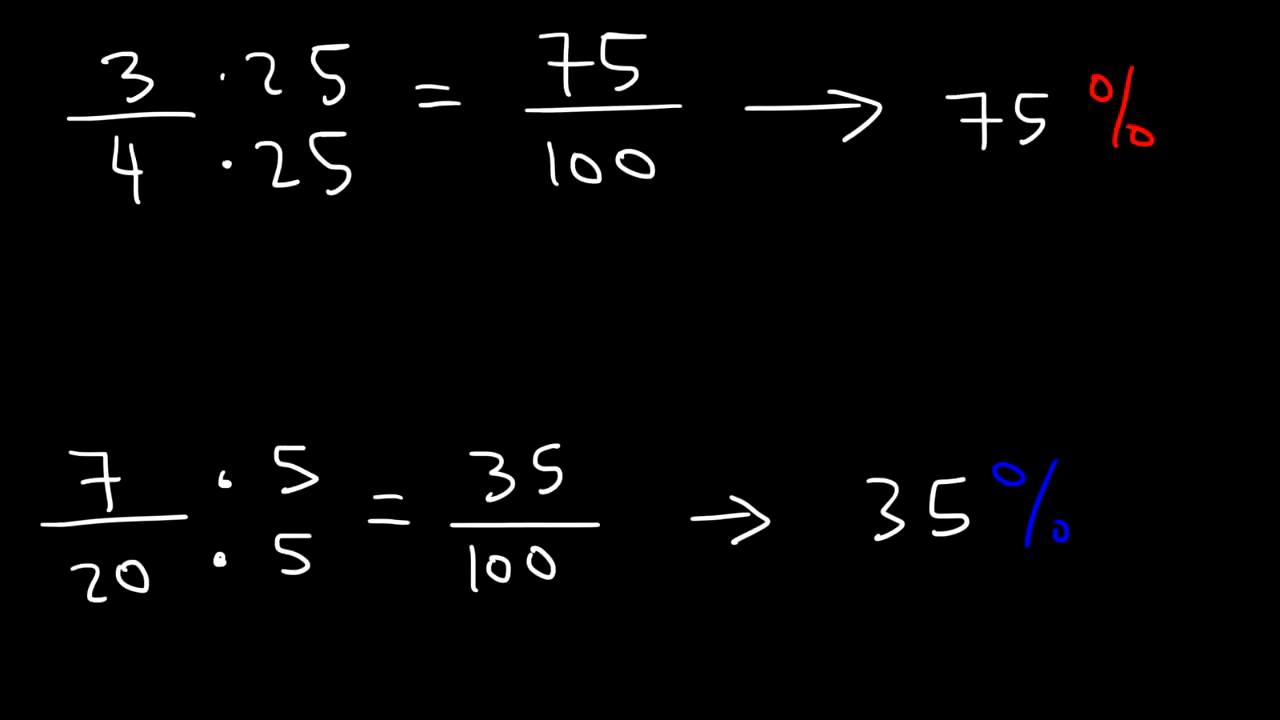 3 · 25 = 75 → 75 %
4 · 25 100
7 · 5 = 35 → 35 %
20 · 5 100